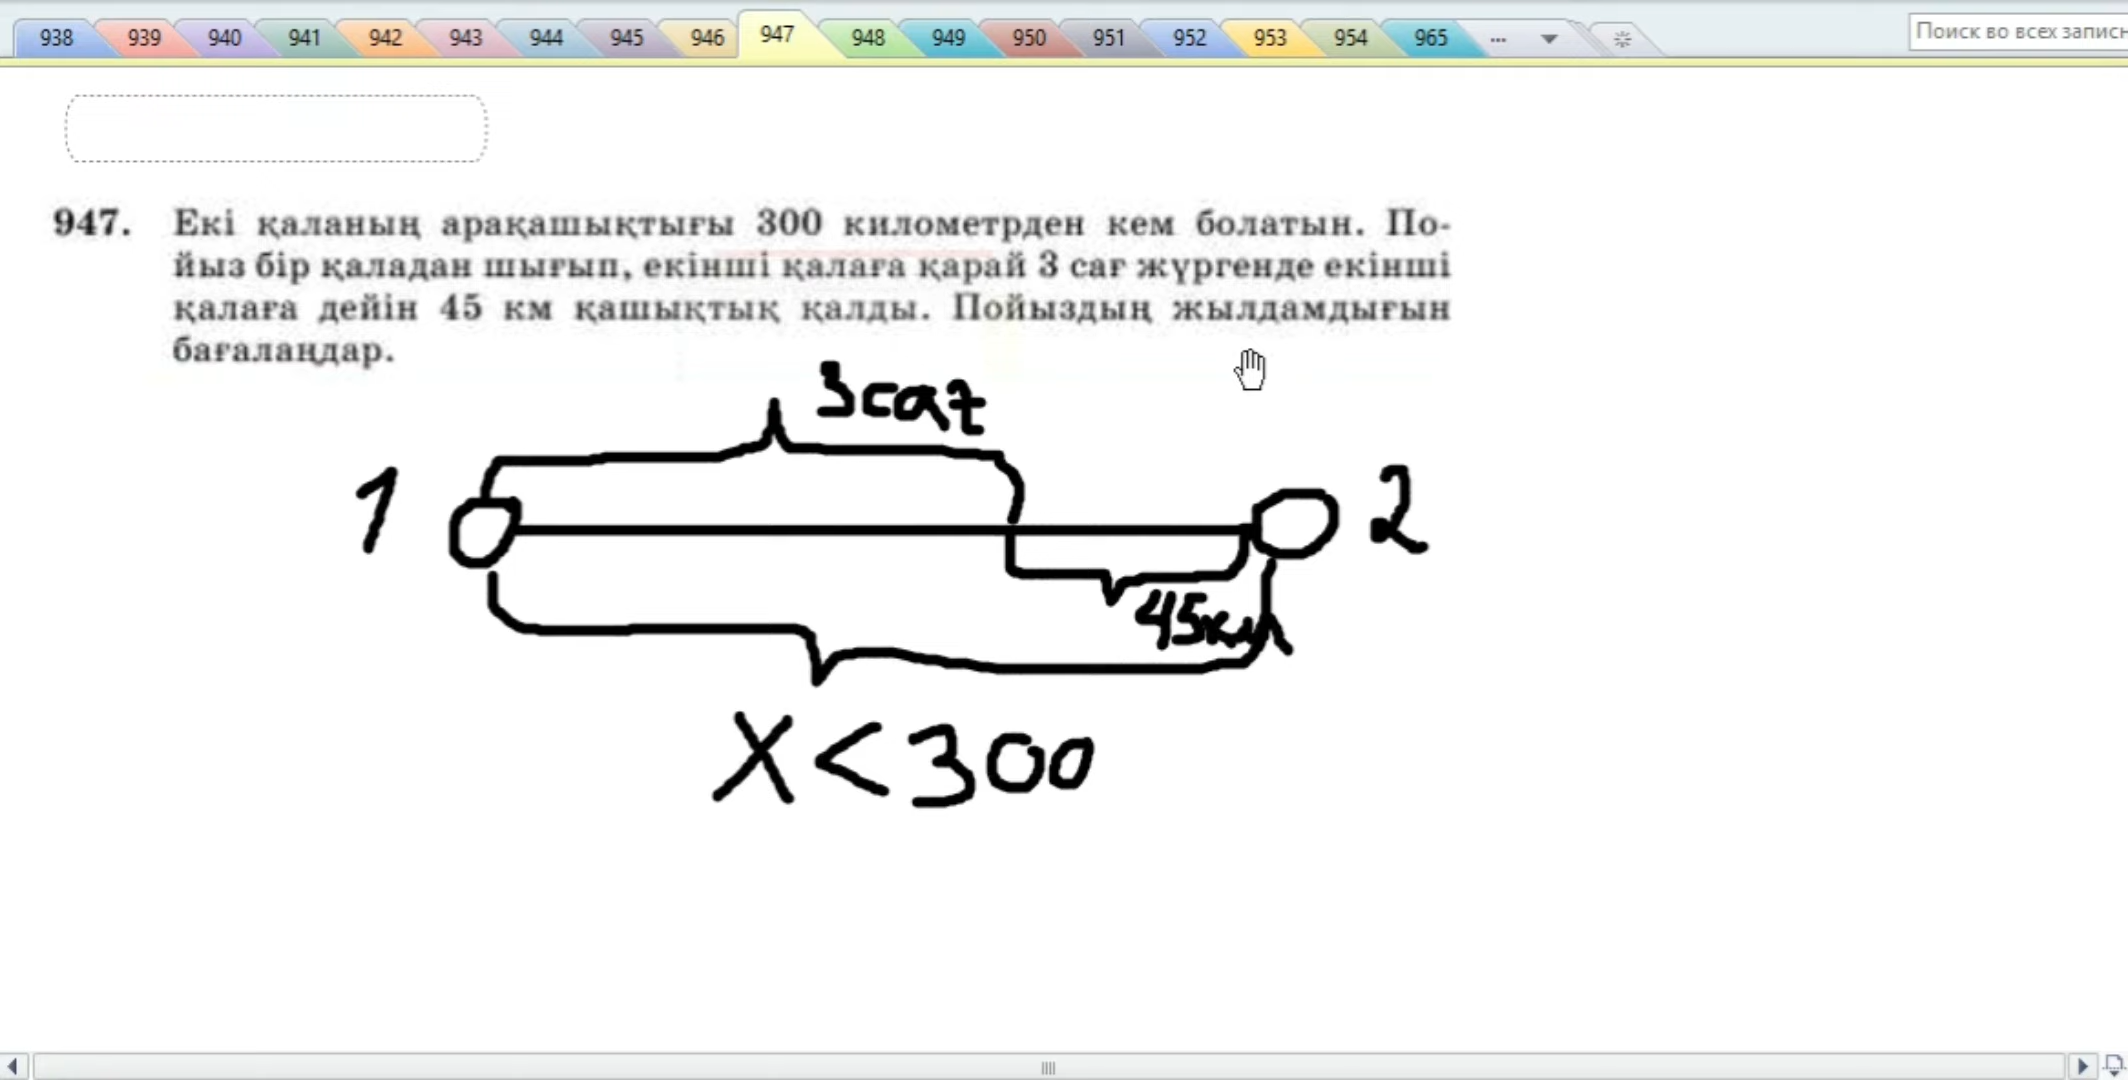 938 939 940 941 942 943 944 945 946 947 948 949 950 951 952 953 954 965 ...
Поиск во всех записн
947. Екі қаланың арақашықтығы 300 километрден кем болатын. По-
йыз бір қаладан шығып, екінші қалаға қарай 3 сағ жүргенде екінші
қалаға дейін 45 км қашықтық қалды. Пойыздың жылдамдығын
бағалаңдар.
3сағ
1
2
45км
X<300